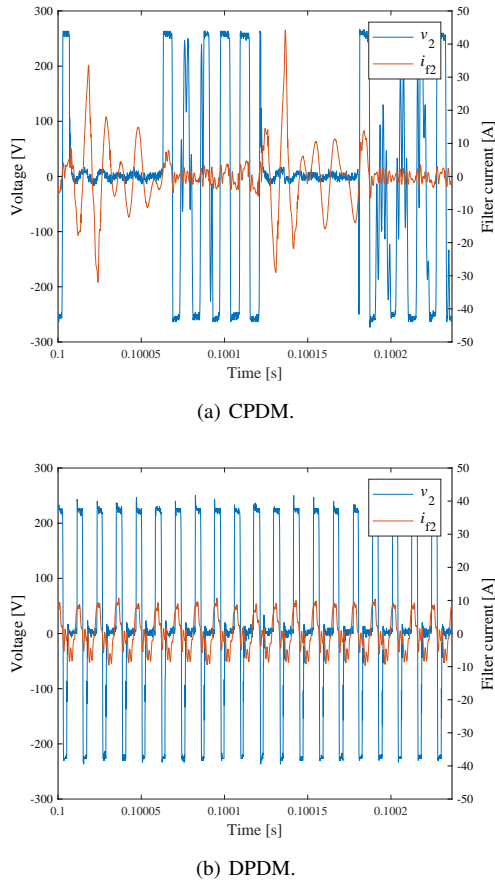 300
200
100
0
-100
-200
-300
Voltage [V]
50
40
30
20
10
0
-10
-20
-30
-40
-50
Filter current [A]
v2
if2
0.1 0.10005 0.1001 0.10015 0.1002
Time [s]
(a) CPDM.
300
200
100
0
-100
-200
-300
Voltage [V]
50
40
30
20
10
0
-10
-20
-30
-40
-50
Filter current [A]
v2
if2
0.1 0.10005 0.1001 0.10015 0.1002
Time [s]
(b) DPDM.